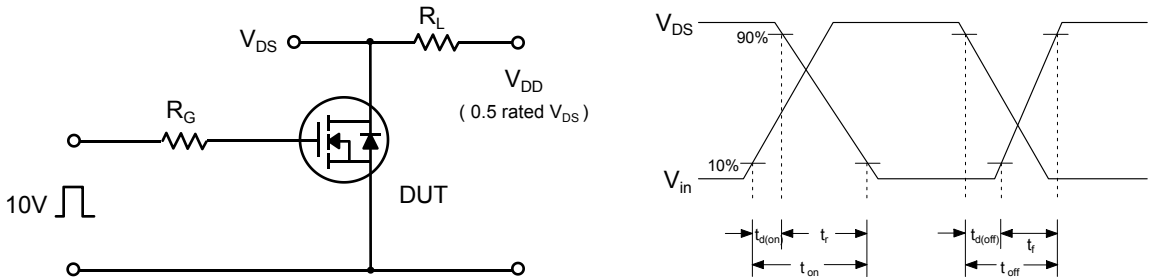 R_L
V_DS
V_DD
( 0.5 rated V_DS )
R_G
DUT
10V
V_DS
90%
10%
V_in
t_d(on)
t_r
t_on
t_d(off)
t_f
t_off